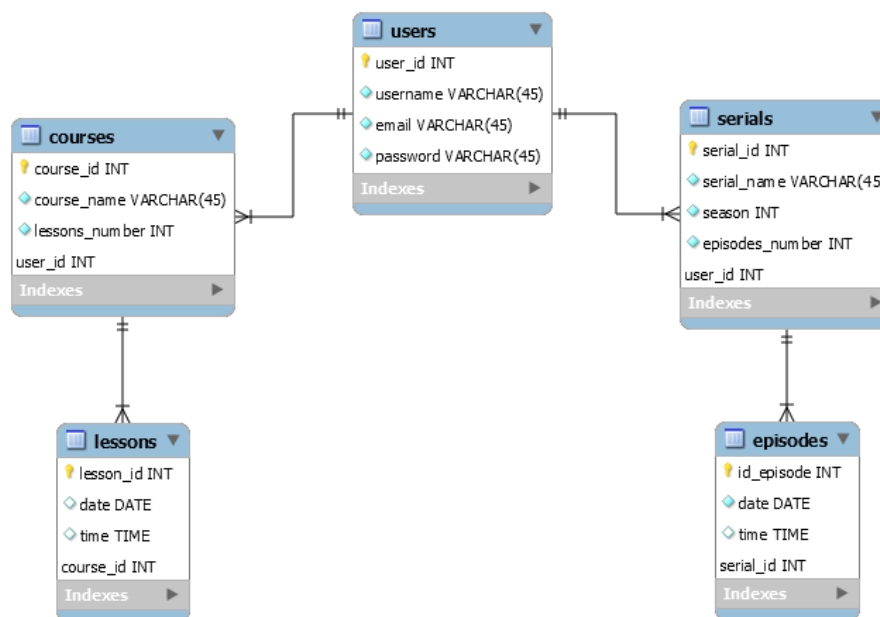 users
user_id INT
username VARCHAR(45)
email VARCHAR(45)
password VARCHAR(45)
Indexes
courses
course_id INT
course_name VARCHAR(45)
lessons_number INT
user_id INT
Indexes
serials
serial_id INT
serial_name VARCHAR(45
season INT
episodes_number INT
user_id INT
Indexes
lessons
lesson_id INT
date DATE
time TIME
course_id INT
Indexes
episodes
id_episode INT
date DATE
time TIME
serial_id INT
Indexes